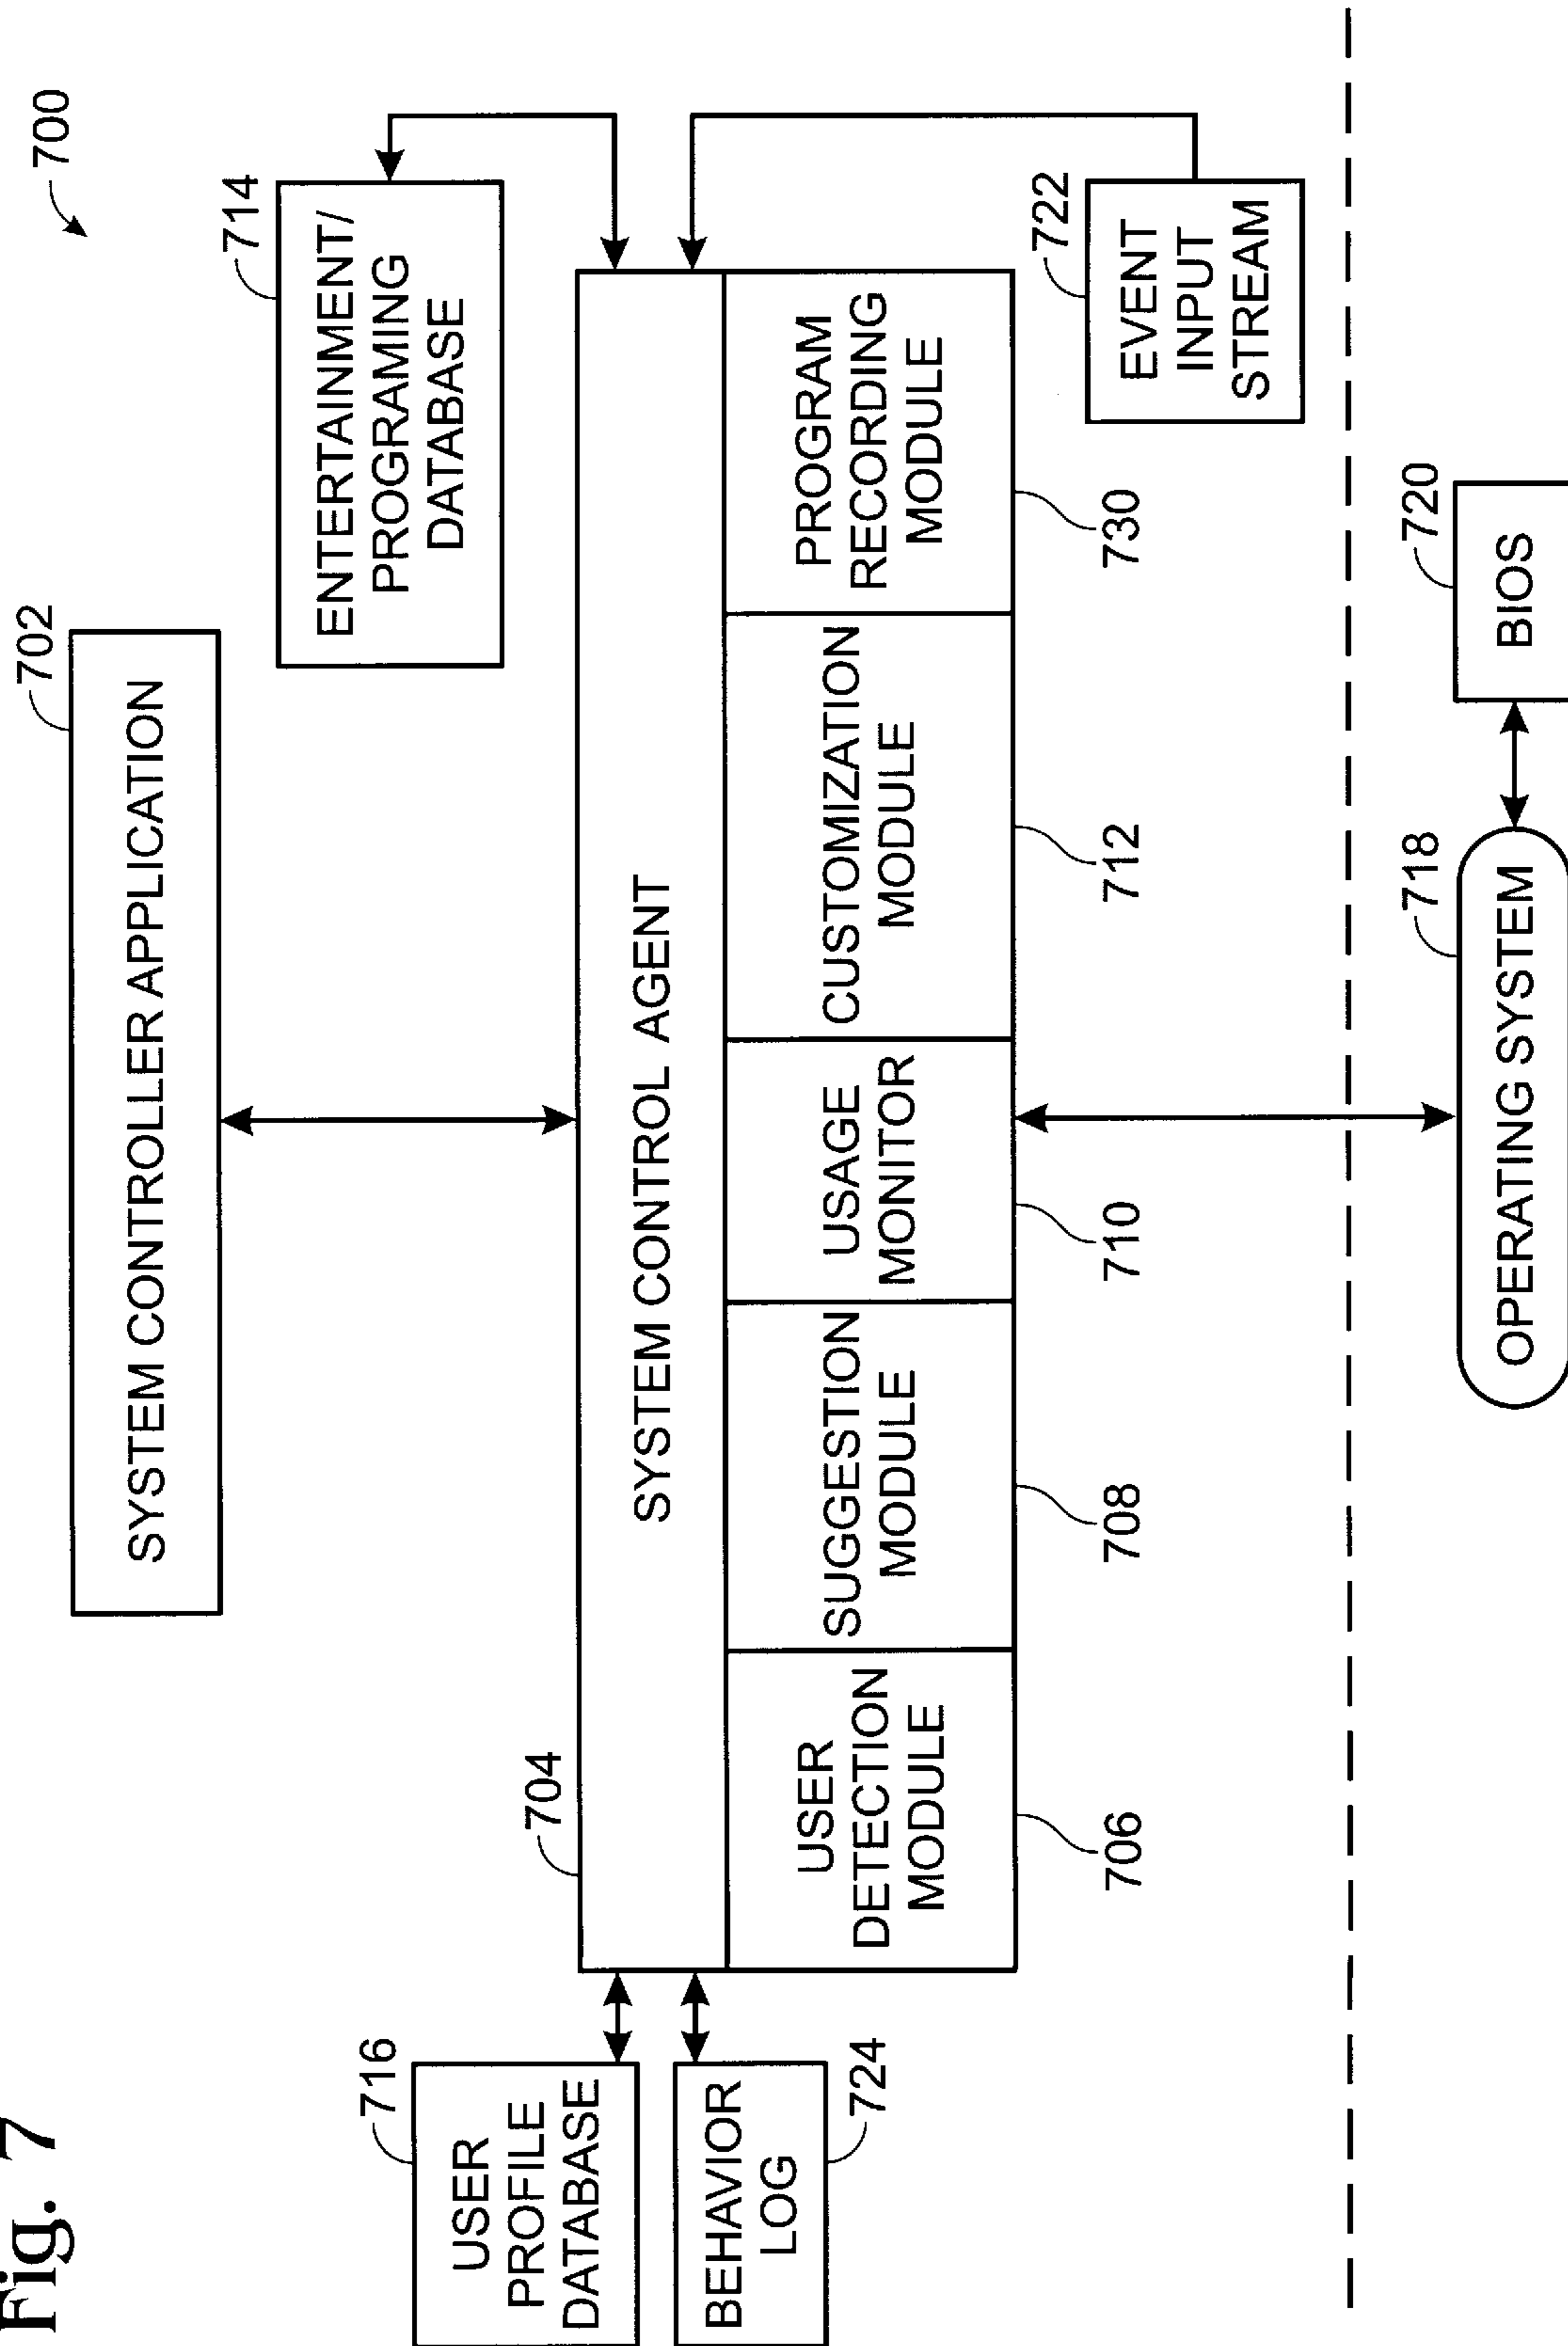 Fig. 7
700
702
SYSTEM CONTROLLER APPLICATION
714
ENTERTAINMENT/
PROGRAMING
DATABASE
716
USER
PROFILE
DATABASE
704
SYSTEM CONTROL AGENT
BEHAVIOR
LOG
724
USER
DETECTION
MODULE
SUGGESTION
MODULE
USAGE
MONITOR
CUSTOMIZATION
MODULE
PROGRAM
RECORDING
MODULE
706
708
710
712
730
722
EVENT
INPUT
STREAM
718
OPERATING SYSTEM
720
BIOS